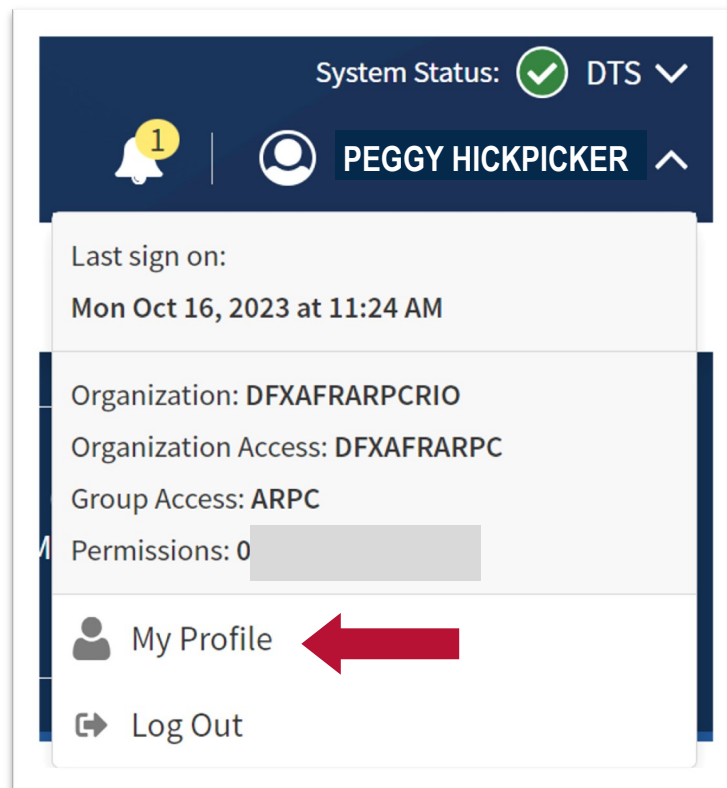 System Status: DTS
1
PEGGY HICKPICKER
Last sign on:
Mon Oct 16, 2023 at 11:24 AM
Organization: DFXAFRARPCRIO
Organization Access: DFXAFRARPC
Group Access: ARPC
Permissions: 0
My Profile
Log Out